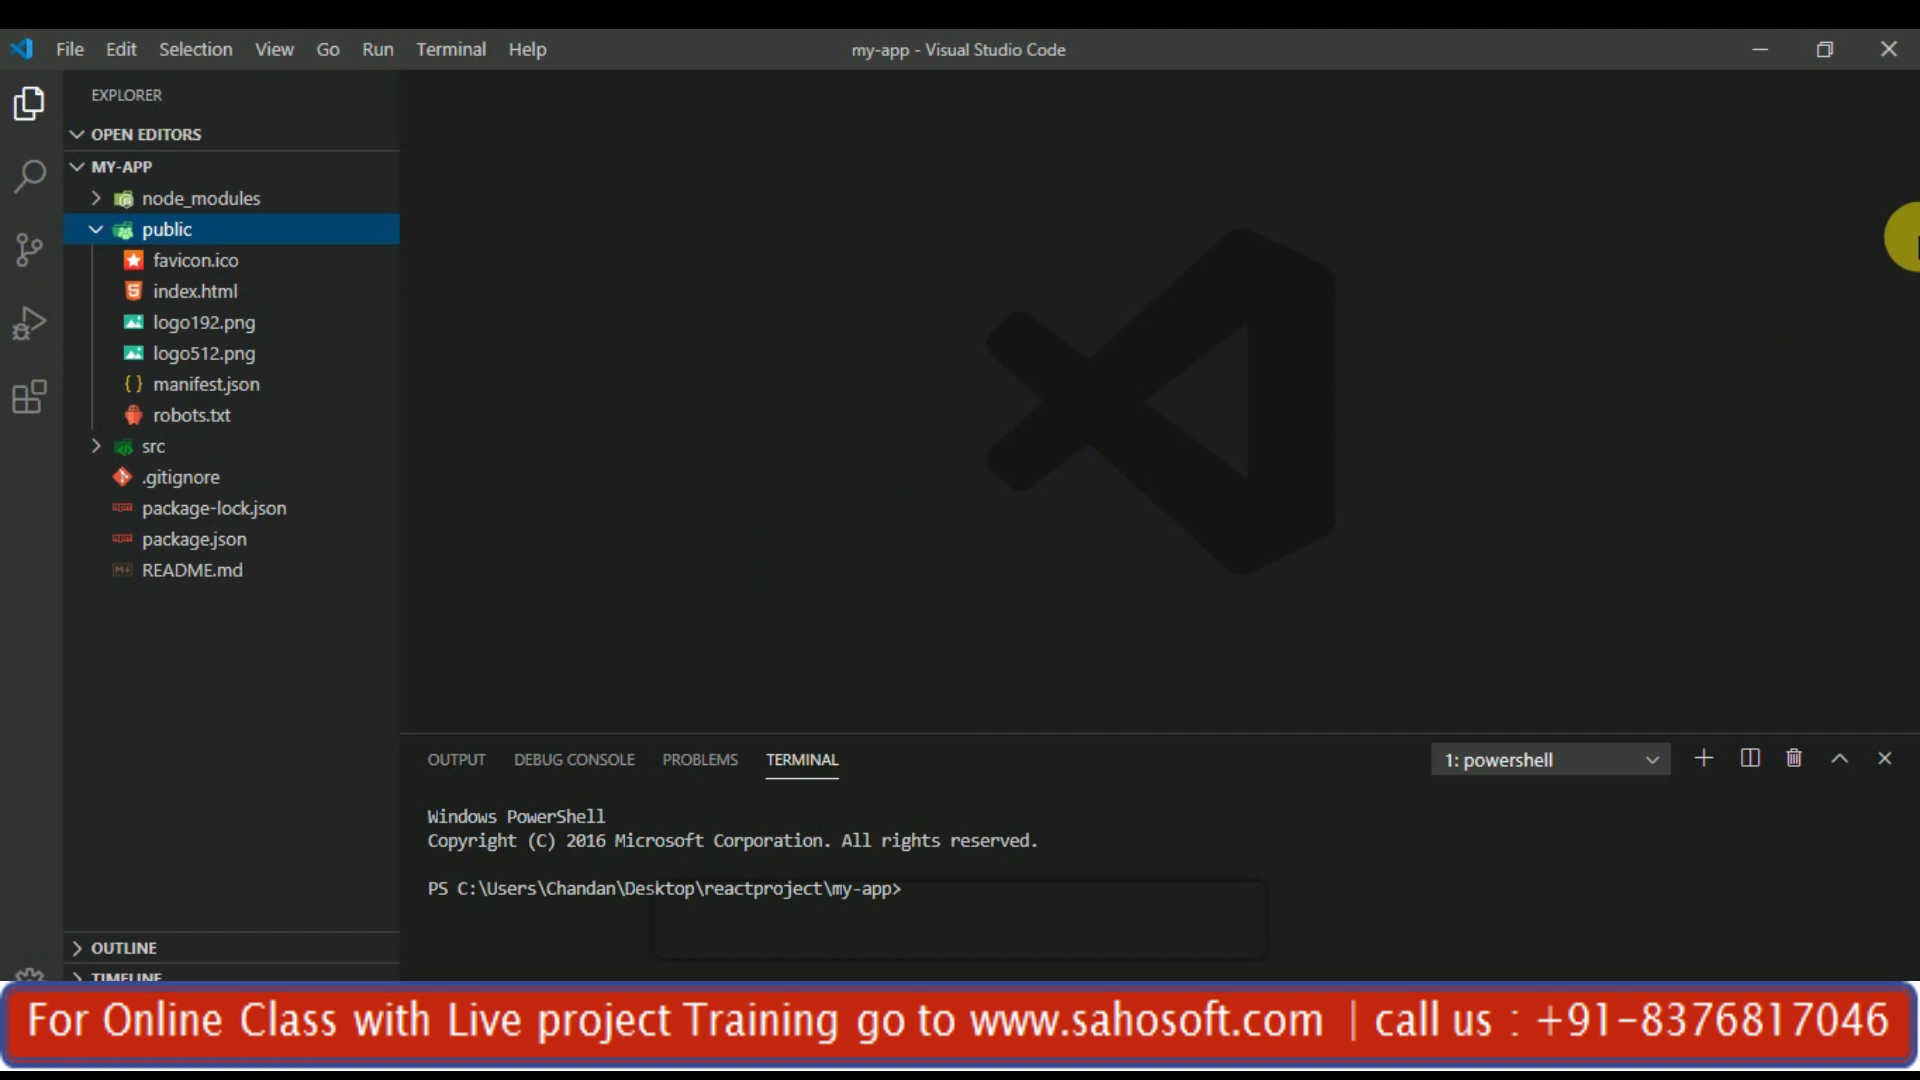 File Edit Selection View Go Run Terminal Help
my-app - Visual Studio Code
EXPLORER
OPEN EDITORS
MY-APP
node_modules
public
favicon.ico
index.html
logo192.png
logo512.png
manifest.json
robots.txt
src
.gitignore
package-lock.json
package.json
README.md
OUTLINE
TIMELINE
OUTPUT DEBUG CONSOLE PROBLEMS TERMINAL
1: powershell
Windows PowerShell
Copyright (C) 2016 Microsoft Corporation. All rights reserved.
PS C:\Users\Chandan\Desktop\reactproject\my-app>
For Online Class with Live project Training go to www.sahosoft.com | call us : +91-8376817046